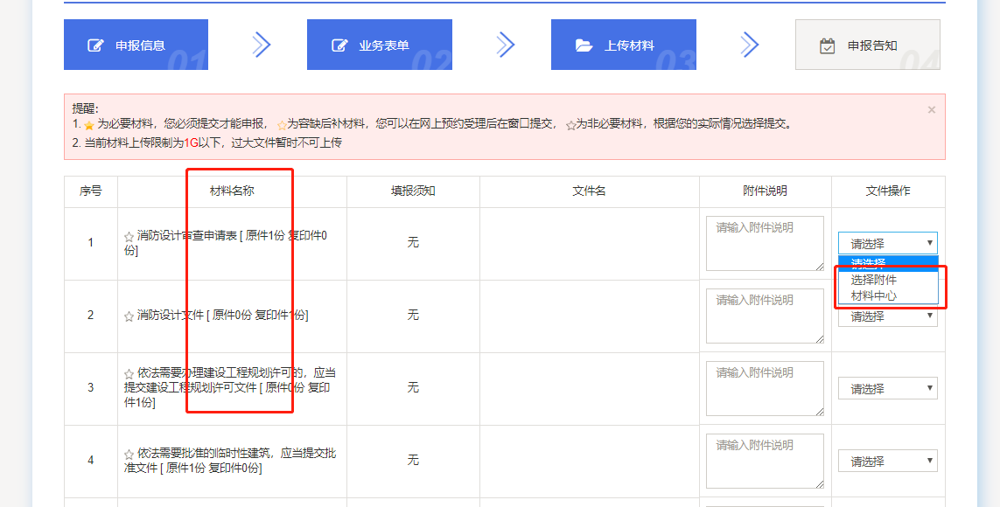 申报信息 01
业务表单 02
上传材料 03
申报告知 04
提醒：
1. 为必要材料，您必须提交才能申报， 为容缺后补材料，您可以在网上预约受理后在窗口提交， 为非必要材料，根据您的实际情况选择提交。
2. 当前材料上传限制为1G以下，过大文件暂时不可上传
序号 材料名称 填报须知 文件名 附件说明 文件操作
1
消防设计审查申请表 [ 原件1份 复印件0
份]
无
请输入附件说明
请选择
请选择
选择附件
材料中心
2
消防设计文件 [ 原件0份 复印件1份]
无
请输入附件说明
请选择
3
依法需要办理建设工程规划许可的，应当
提交建设工程规划许可文件 [ 原件0份 复印
件1份]
无
请输入附件说明
请选择
4
依法需要批准的临时性建筑，应当提交批
准文件 [ 原件1份 复印件0份]
无
请输入附件说明
请选择